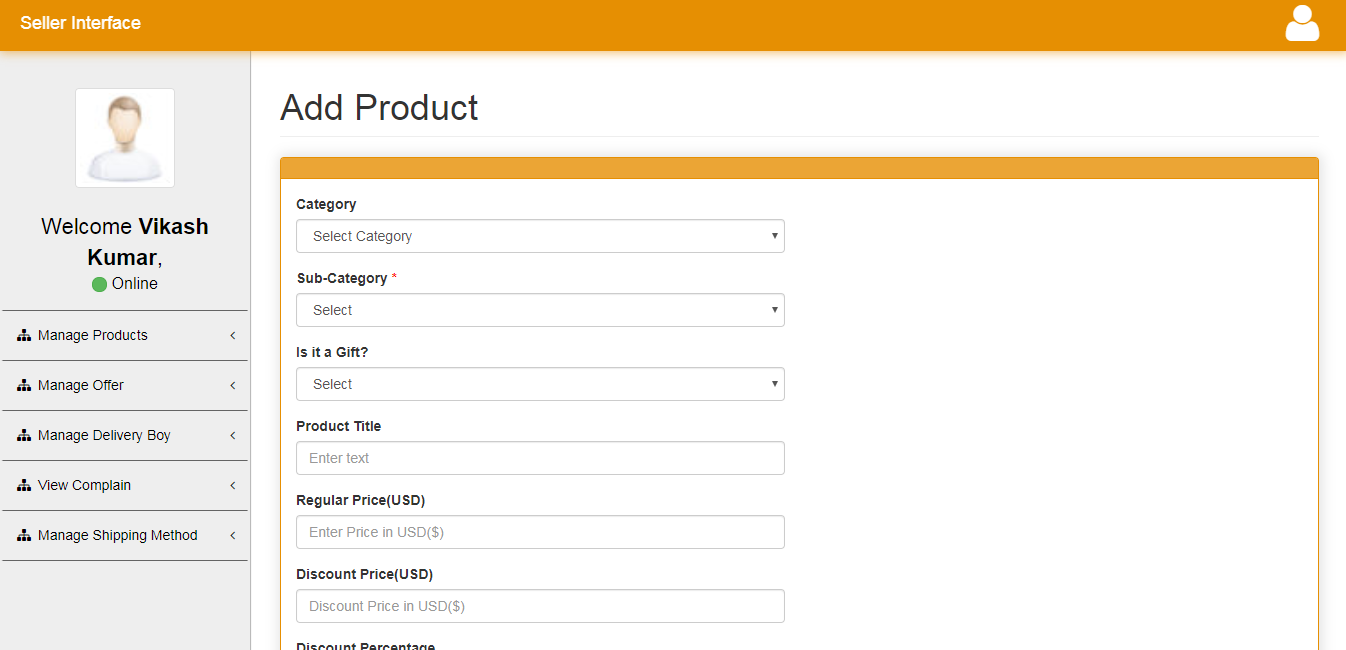 Seller Interface
Welcome Vikash
Kumar,
Online
Manage Products
Manage Offer
Manage Delivery Boy
View Complain
Manage Shipping Method
Add Product
Category
Select Category
Sub-Category *
Select
Is it a Gift?
Select
Product Title
Enter text
Regular Price(USD)
Enter Price in USD($)
Discount Price(USD)
Discount Price in USD($)
Discount Percentage